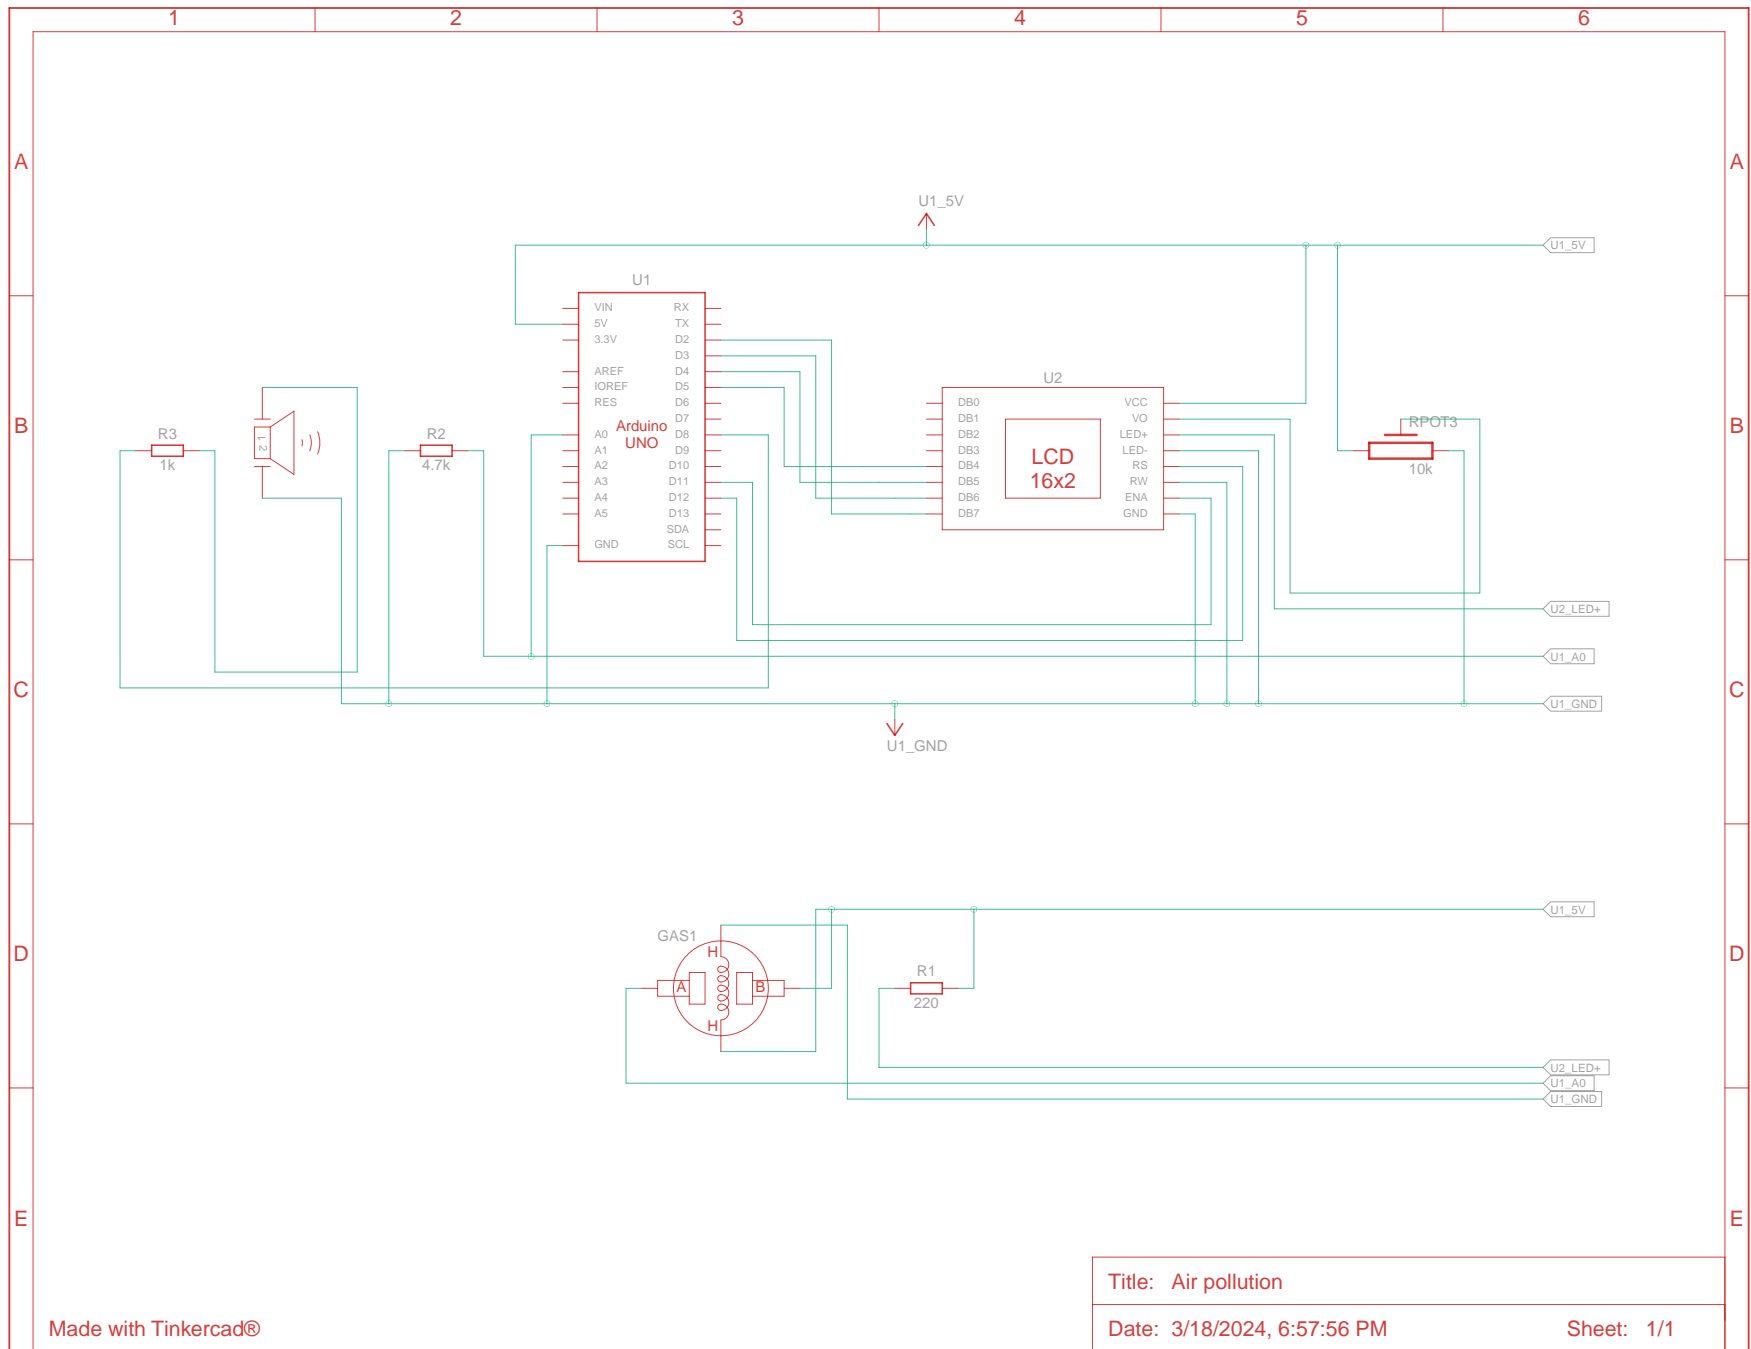 1 2 3 4 5 6
A A
U1_5V
U1_5V
U1
VIN RX
5V TX
3.3V D2
D3
AREF D4
IOREF D5
RES D6
D7
A0 D8
A1 D9
A2 D10
A3 D11
A4 D12
A5 D13
SDA
GND SCL
Arduino
UNO
U2
DB0 VCC
DB1 VO
DB2 LED+
DB3 LED-
DB4 RS
DB5 RW
DB6 ENA
DB7 GND
LCD
16x2
B B
R3
1k
1
2
R2
4.7k
RPOT3
10k
U2_LED+
U1_A0
C C
U1_GND
U1_GND
U1_5V
D D
GAS1
H
A B
H
R1
220
U2_LED+
U1_A0
U1_GND
E E
Title: Air pollution
Made with Tinkercad®
Date: 3/18/2024, 6:57:56 PM Sheet: 1/1